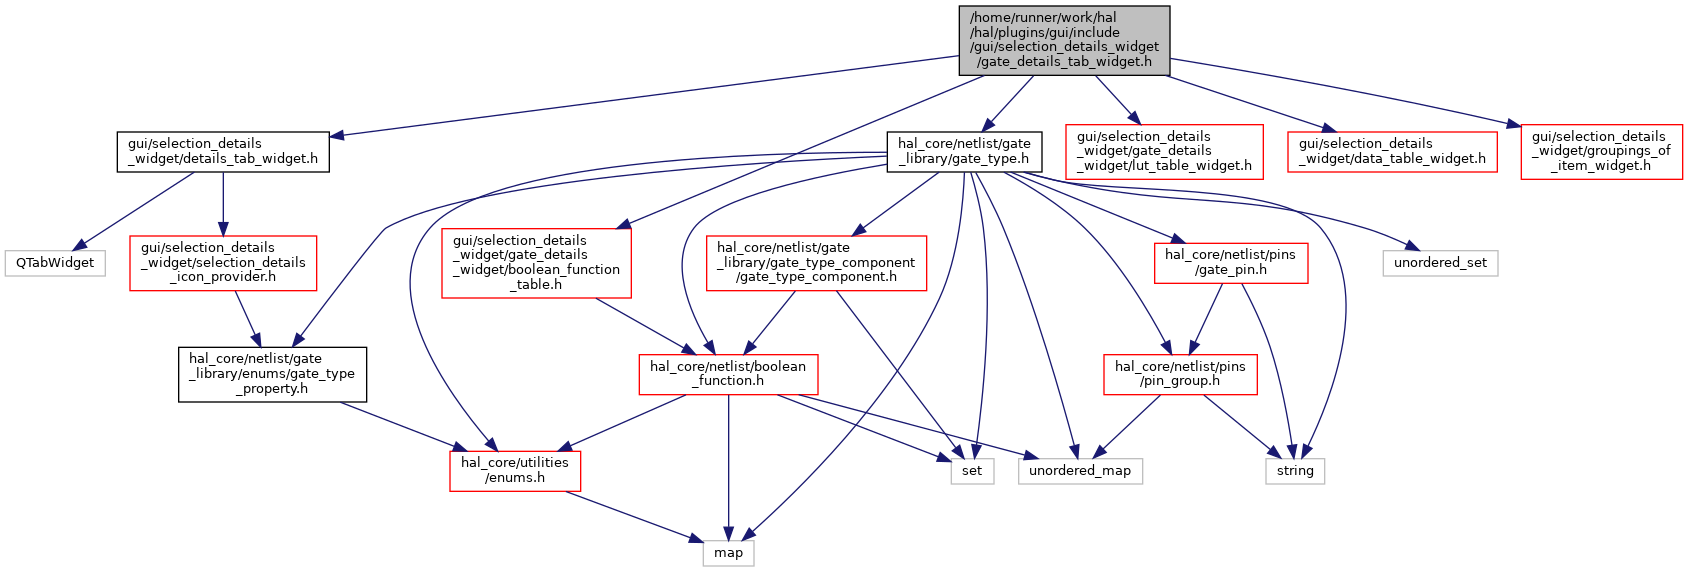 /home/runner/work/hal
/hal/plugins/gui/include
/gui/selection_details_widget
/gate_details_tab_widget.h
gui/selection_details
_widget/details_tab_widget.h
hal_core/netlist/gate
_library/gate_type.h
gui/selection_details
_widget/gate_details
_widget/lut_table_widget.h
gui/selection_details
_widget/data_table_widget.h
gui/selection_details
_widget/groupings_of
_item_widget.h
QTabWidget
gui/selection_details
_widget/selection_details
_icon_provider.h
gui/selection_details
_widget/gate_details
_widget/boolean_function
_table.h
hal_core/netlist/gate
_library/gate_type_component
/gate_type_component.h
hal_core/netlist/pins
/gate_pin.h
unordered_set
hal_core/netlist/gate
_library/enums/gate_type
_property.h
hal_core/netlist/boolean
_function.h
hal_core/netlist/pins
/pin_group.h
hal_core/utilities
/enums.h
set
unordered_map
string
map